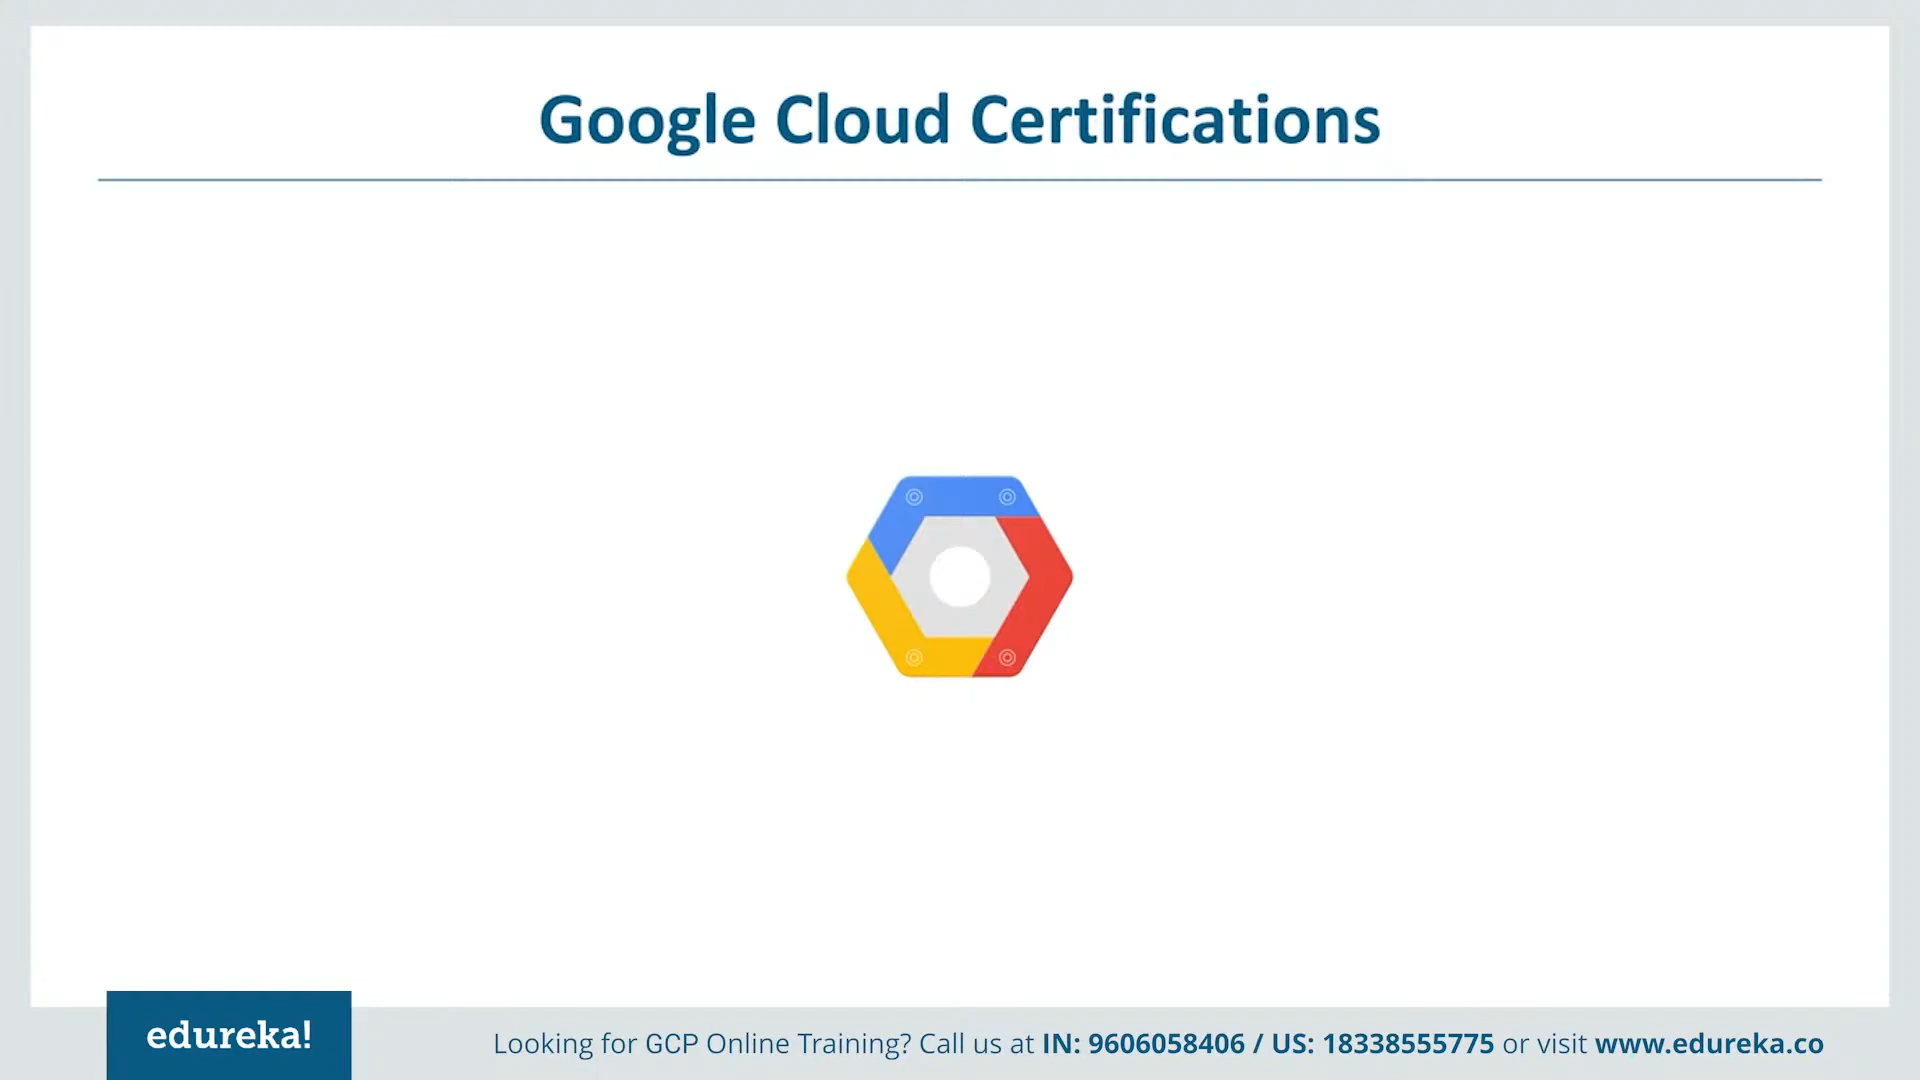 Google Cloud Certifications
edureka!
Looking for GCP Online Training? Call us at IN: 9606058406 / US: 18338555775 or visit www.edureka.co